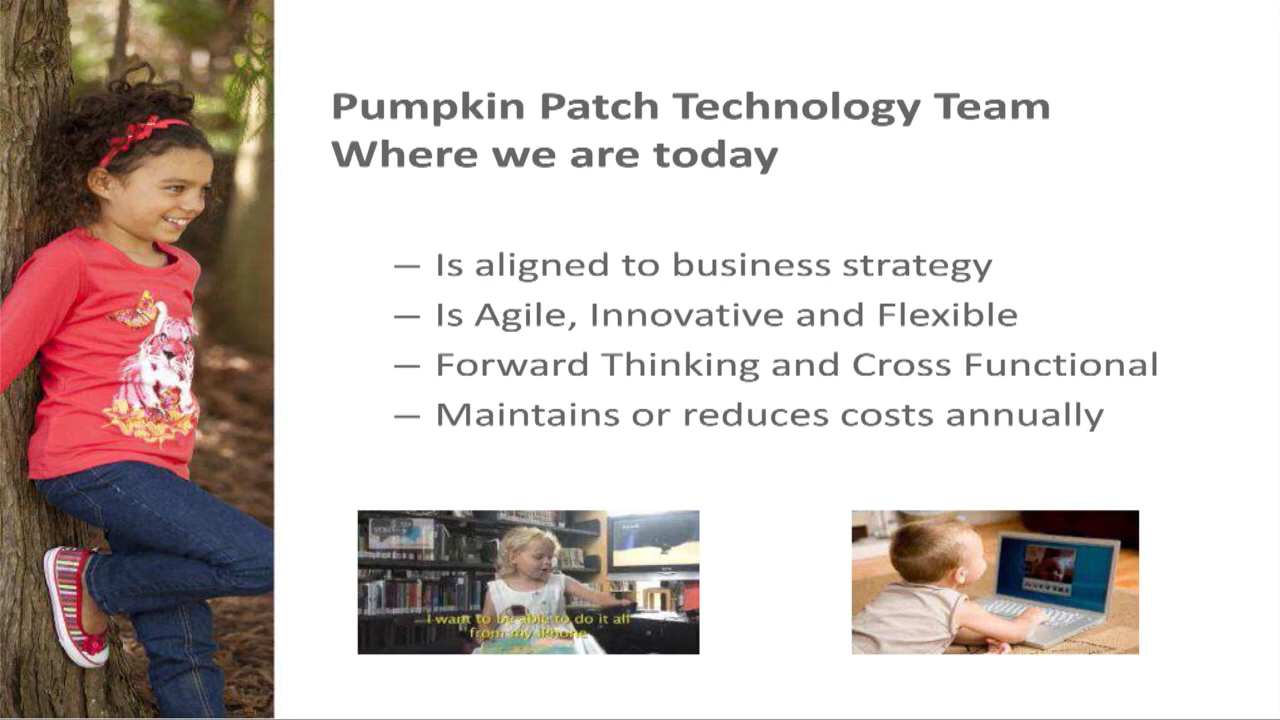 Pumpkin Patch Technology Team
Where we are today
— Is aligned to business strategy
— Is Agile, Innovative and Flexible
— Forward Thinking and Cross Functional
— Maintains or reduces costs annually
I want to be able to do it all
from my iPhone